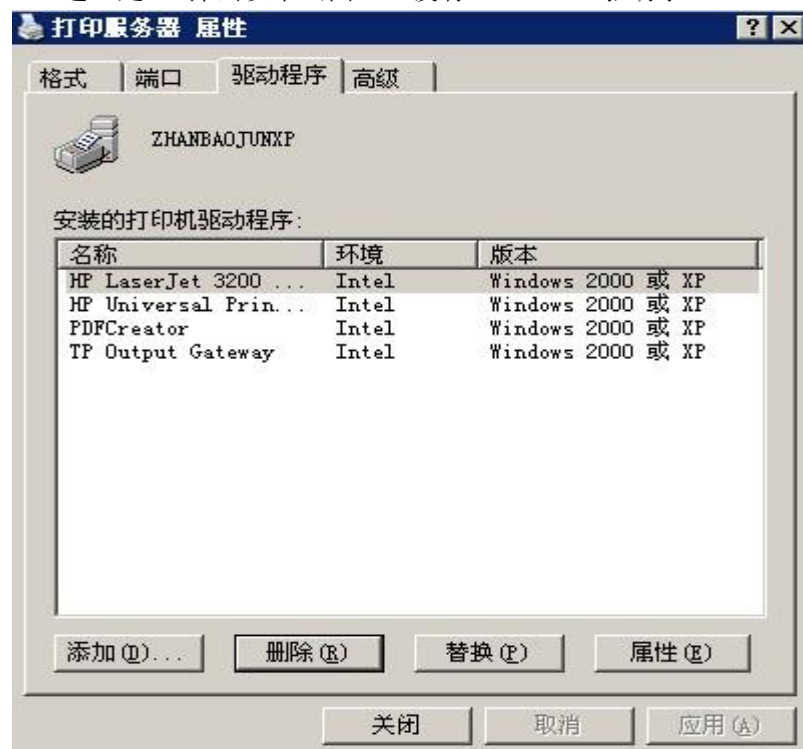 打印服务器 属性
格式 端口 驱动程序 高级
ZHANBAOJUNXP
安装的打印机驱动程序:
名称 环境 版本
HP LaserJet 3200 ... Intel Windows 2000 或 XP
HP Universal Prin... Intel Windows 2000 或 XP
PDFCreator Intel Windows 2000 或 XP
TP Output Gateway Intel Windows 2000 或 XP
添加(D)... 删除(R) 替换(P) 属性(E)
关闭 取消 应用(A)